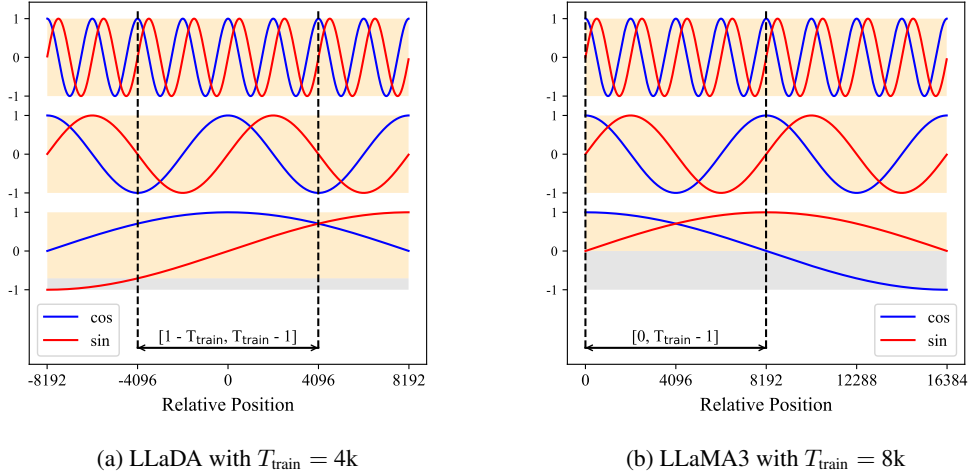 1
0
-1
1
0
-1
1
0
-1
cos
sin
[1 - T_train, T_train - 1]
-8192 -4096 0 4096 8192
Relative Position
(a) LLaDA with T_train = 4k
1
0
-1
1
0
-1
1
0
-1
cos
sin
[0, T_train - 1]
0 4096 8192 12288 16384
Relative Position
(b) LLaMA3 with T_train = 8k